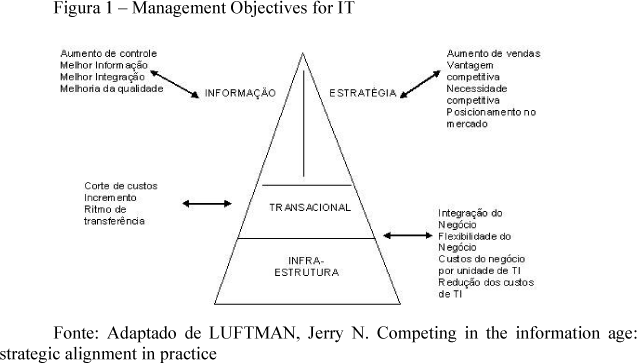 Figura 1 – Management Objectives for IT
Aumento de controle
Melhor Informação
Melhor Integração
Melhoria da qualidade
INFORMAÇÃO
ESTRATÉGIA
Aumento de vendas
Vantagem
competitiva
Necessidade
competitiva
Posicionamento no
mercado
Corte de custos
Incremento
Ritmo de
transferência
TRANSACIONAL
Integração do
Negócio
Flexibilidade do
Negócio
Custos do negócio
por unidade de TI
Redução dos custos
de TI
INFRA-
ESTRUTURA
Fonte: Adaptado de LUFTMAN, Jerry N. Competing in the information age:
strategic alignment in practice